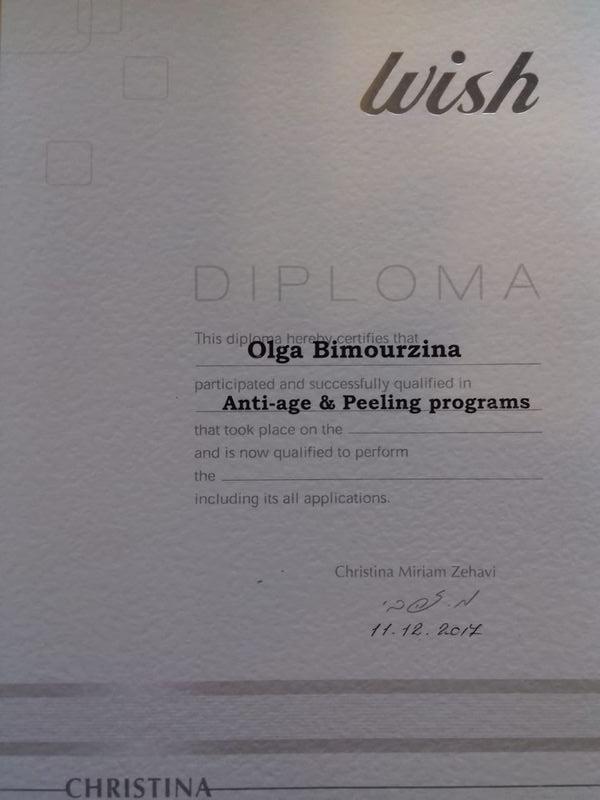 Wish
DIPLOMA
This diploma hereby certifies that
Olga Bimourzina
participated and successfully qualified in
Anti-age & Peeling programs
that took place on the
and is now qualified to perform
the
including its all applications.
Christina Miriam Zehavi
11.12.2017
CHRISTINA